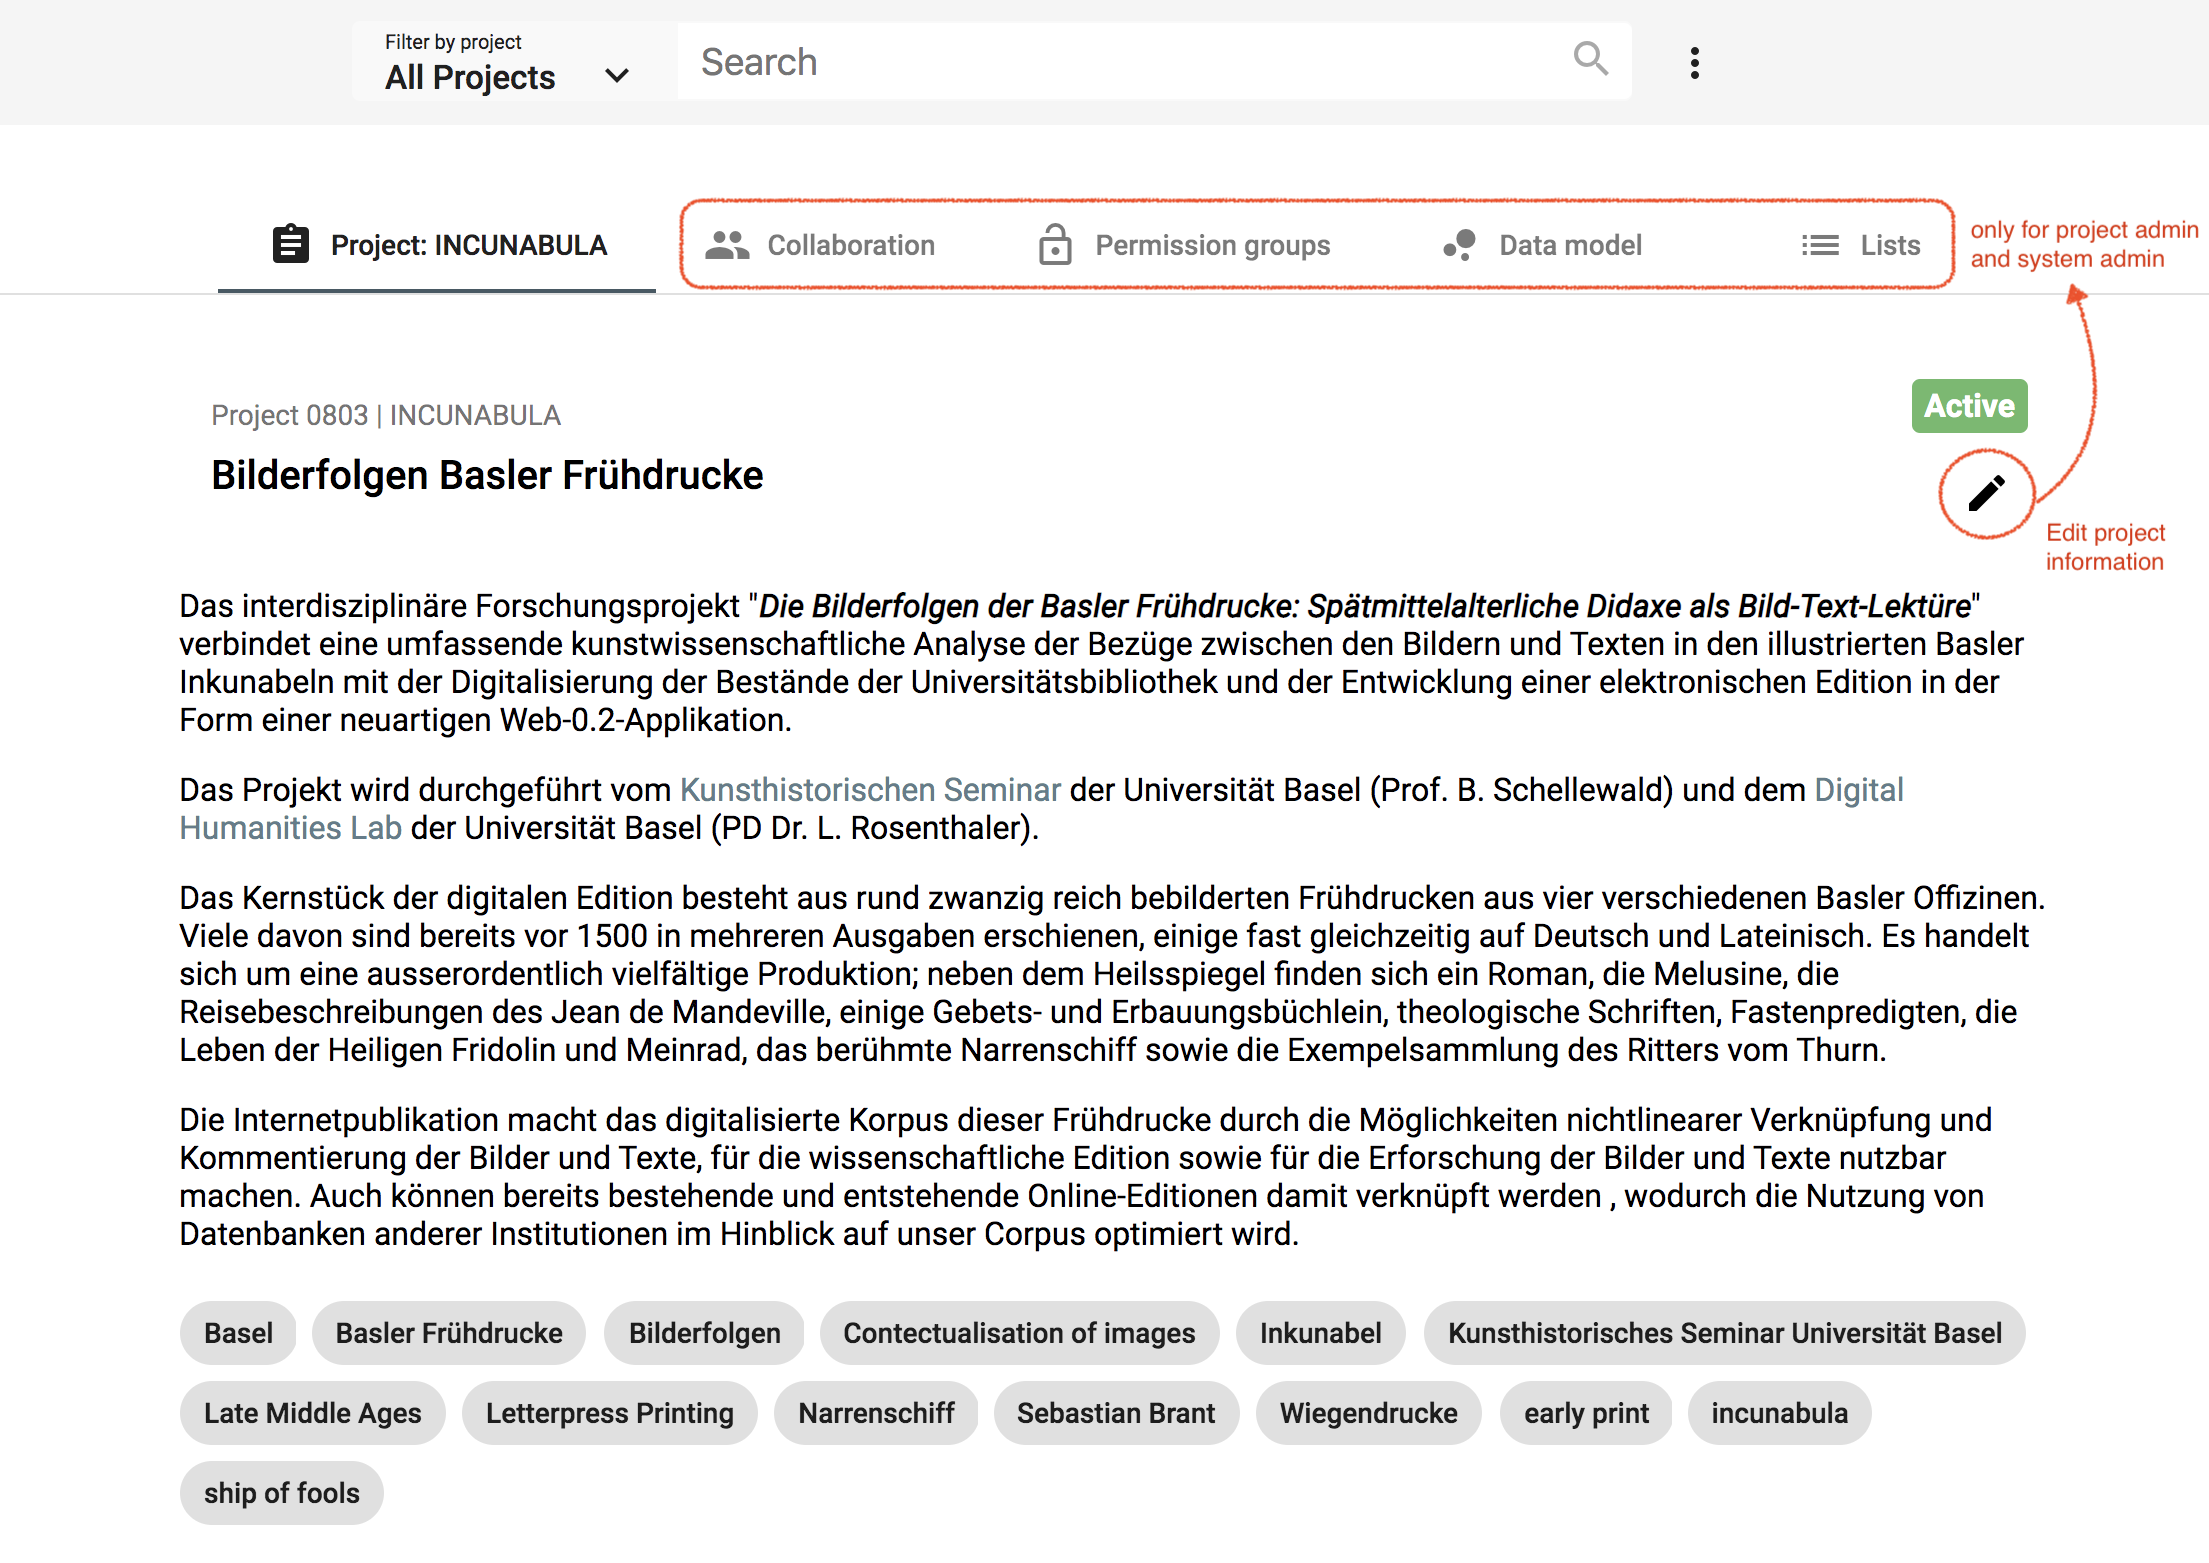 Filter by project
All Projects
Search
Project: INCUNABULA
Collaboration
Permission groups
Data model
Lists
only for project admin
and system admin
Project 0803 | INCUNABULA
Active
Bilderfolgen Basler Frühdrucke
Edit project
information
Das interdisziplinäre Forschungsprojekt "Die Bilderfolgen der Basler Frühdrucke: Spätmittelalterliche Didaxe als Bild-Text-Lektüre"
verbindet eine umfassende kunstwissenschaftliche Analyse der Bezüge zwischen den Bildern und Texten in den illustrierten Basler
Inkunabeln mit der Digitalisierung der Bestände der Universitätsbibliothek und der Entwicklung einer elektronischen Edition in der
Form einer neuartigen Web-0.2-Applikation.
Das Projekt wird durchgeführt vom Kunsthistorischen Seminar der Universität Basel (Prof. B. Schellewald) und dem Digital
Humanities Lab der Universität Basel (PD Dr. L. Rosenthaler).
Das Kernstück der digitalen Edition besteht aus rund zwanzig reich bebilderten Frühdrucken aus vier verschiedenen Basler Offizinen.
Viele davon sind bereits vor 1500 in mehreren Ausgaben erschienen, einige fast gleichzeitig auf Deutsch und Lateinisch. Es handelt
sich um eine ausserordentlich vielfältige Produktion; neben dem Heilsspiegel finden sich ein Roman, die Melusine, die
Reisebeschreibungen des Jean de Mandeville, einige Gebets- und Erbauungsbüchlein, theologische Schriften, Fastenpredigten, die
Leben der Heiligen Fridolin und Meinrad, das berühmte Narrenschiff sowie die Exempelsammlung des Ritters vom Thurn.
Die Internetpublikation macht das digitalisierte Korpus dieser Frühdrucke durch die Möglichkeiten nichtlinearer Verknüpfung und
Kommentierung der Bilder und Texte, für die wissenschaftliche Edition sowie für die Erforschung der Bilder und Texte nutzbar
machen. Auch können bereits bestehende und entstehende Online-Editionen damit verknüpft werden , wodurch die Nutzung von
Datenbanken anderer Institutionen im Hinblick auf unser Corpus optimiert wird.
Basel
Basler Frühdrucke
Bilderfolgen
Contectualisation of images
Inkunabel
Kunsthistorisches Seminar Universität Basel
Late Middle Ages
Letterpress Printing
Narrenschiff
Sebastian Brant
Wiegendrucke
early print
incunabula
ship of fools